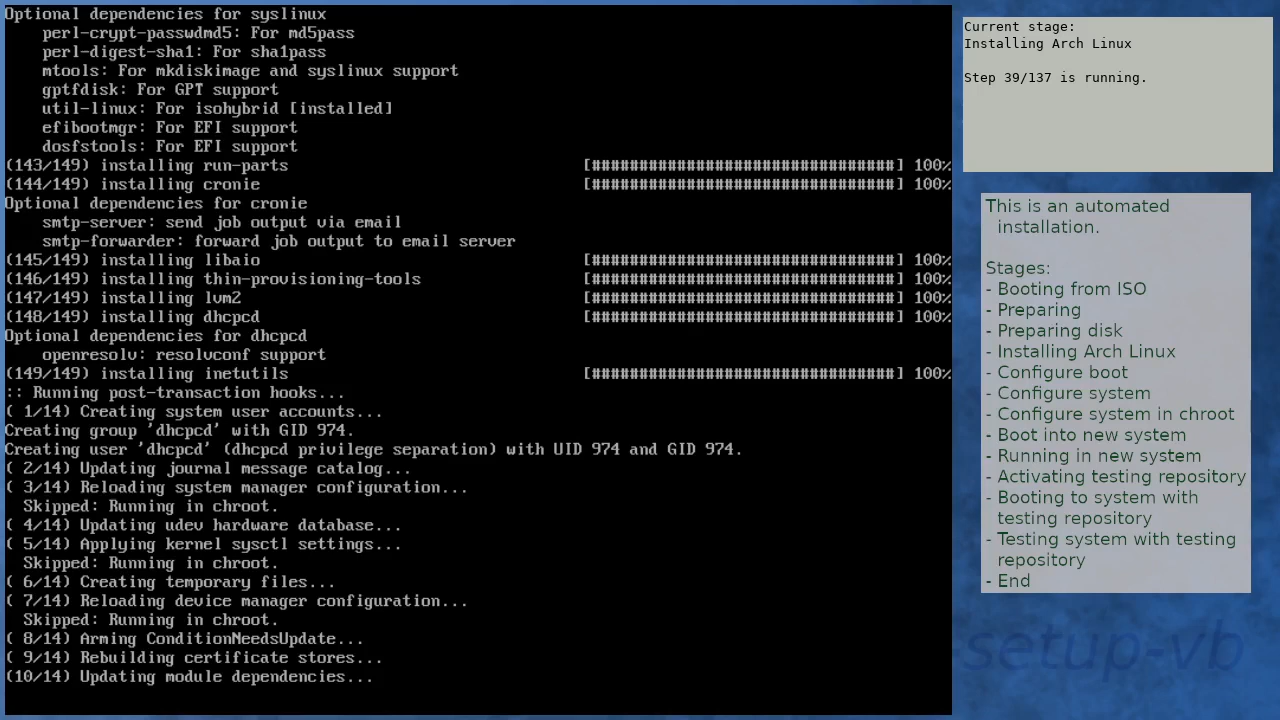 Optional dependencies for syslinux
perl-crypt-passwdmd5: For md5pass
perl-digest-sha1: For sha1pass
mtools: For mkdiskimage and syslinux support
gptfdisk: For GPT support
util-linux: For isohybrid [installed]
efibootmgr: For EFI support
dosfstools: For EFI support
(143/149) installing run-parts [################################] 100%
(144/149) installing cronie [################################] 100%
Optional dependencies for cronie
smtp-server: send job output via email
smtp-forwarder: forward job output to email server
(145/149) installing libaio [################################] 100%
(146/149) installing thin-provisioning-tools [################################] 100%
(147/149) installing lvm2 [################################] 100%
(148/149) installing dhcpcd [################################] 100%
Optional dependencies for dhcpcd
openresolv: resolvconf support
(149/149) installing inetutils [################################] 100%
:: Running post-transaction hooks...
( 1/14) Creating system user accounts...
Creating group 'dhcpcd' with GID 974.
Creating user 'dhcpcd' (dhcpcd privilege separation) with UID 974 and GID 974.
( 2/14) Updating journal message catalog...
( 3/14) Reloading system manager configuration...
Skipped: Running in chroot.
( 4/14) Updating udev hardware database...
( 5/14) Applying kernel sysctl settings...
Skipped: Running in chroot.
( 6/14) Creating temporary files...
( 7/14) Reloading device manager configuration...
Skipped: Running in chroot.
( 8/14) Arming ConditionNeedsUpdate...
( 9/14) Rebuilding certificate stores...
(10/14) Updating module dependencies...
Current stage:
Installing Arch Linux
Step 39/137 is running.
This is an automated
installation.
Stages:
- Booting from ISO
- Preparing
- Preparing disk
- Installing Arch Linux
- Configure boot
- Configure system
- Configure system in chroot
- Boot into new system
- Running in new system
- Activating testing repository
- Booting to system with
testing repository
- Testing system with testing
repository
- End
-setup-vb